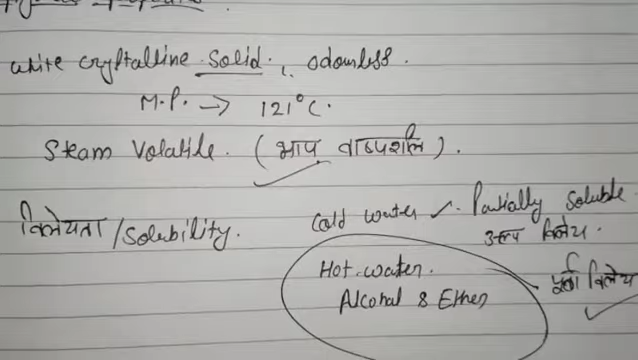 white crystalline solid, odourless.
M.P. → 121°C.
Steam Volatile. (भाप वाष्पशील).
विलेयता/Solubility.
Cold water ✓. Partially soluble
अल्प विलेय.
Hot water.
Alcohol & Ether
पूर्ण विलेय